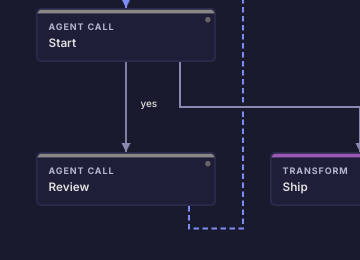 AGENT CALL
Start
yes
AGENT CALL
Review
TRANSFORM
Ship